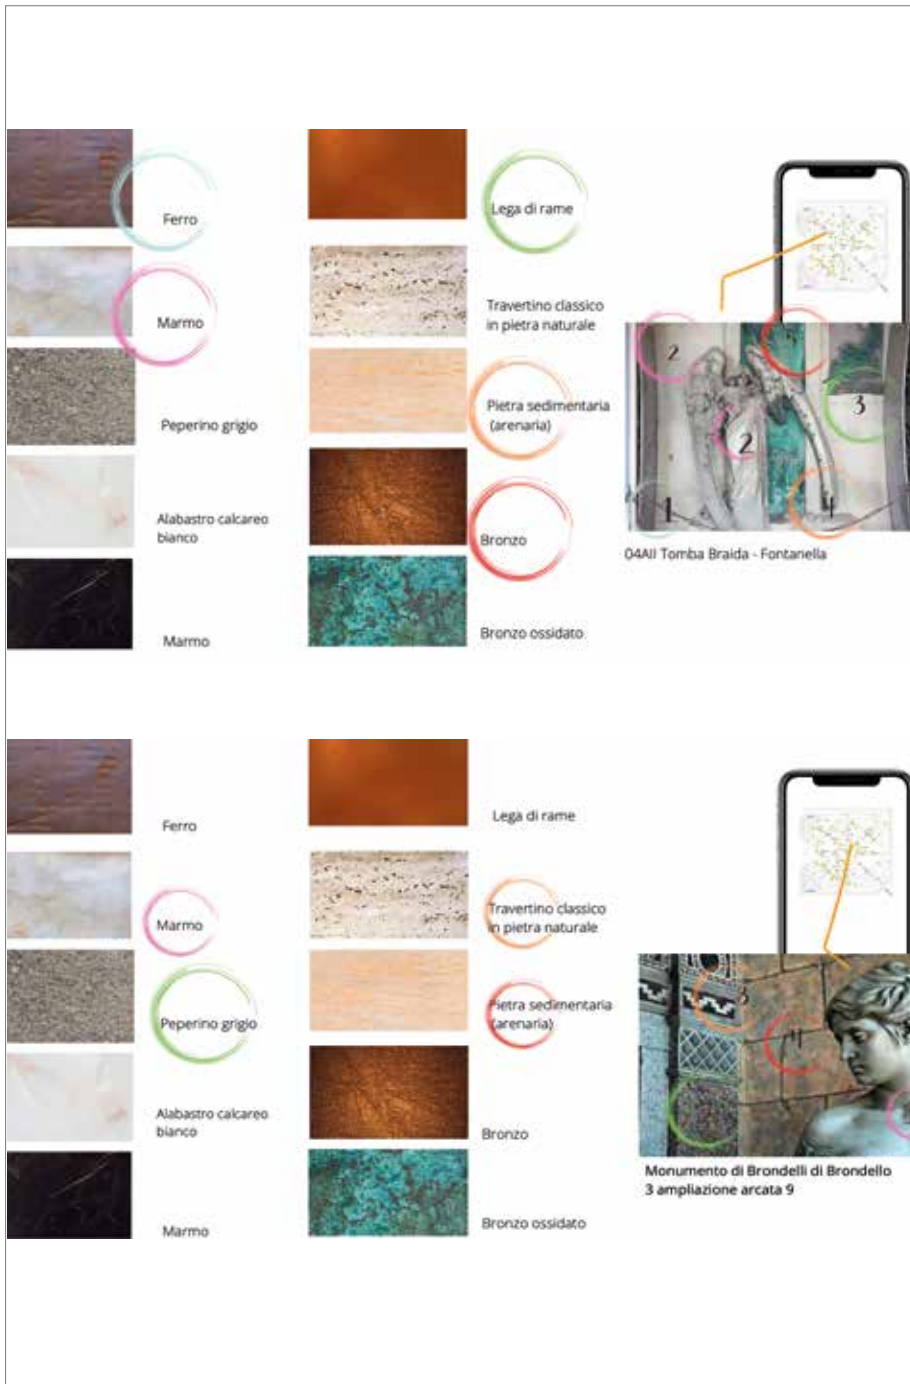 Ferro
Lega di rame
Marmo
Travertino classico
in pietra naturale
Peperino grigio
Pietra sedimentaria
(arenaria)
Alabastro calcareo
bianco
Bronzo
Marmo
Bronzo ossidato
2
3
2
1
4
04AII Tomba Braida - Fontanella
Ferro
Lega di rame
Marmo
Travertino classico
in pietra naturale
Peperino grigio
Pietra sedimentaria
(arenaria)
Alabastro calcareo
bianco
Bronzo
Marmo
Bronzo ossidato
3
4
Monumento di Brondelli di Brondello
3 ampliazione arcata 9